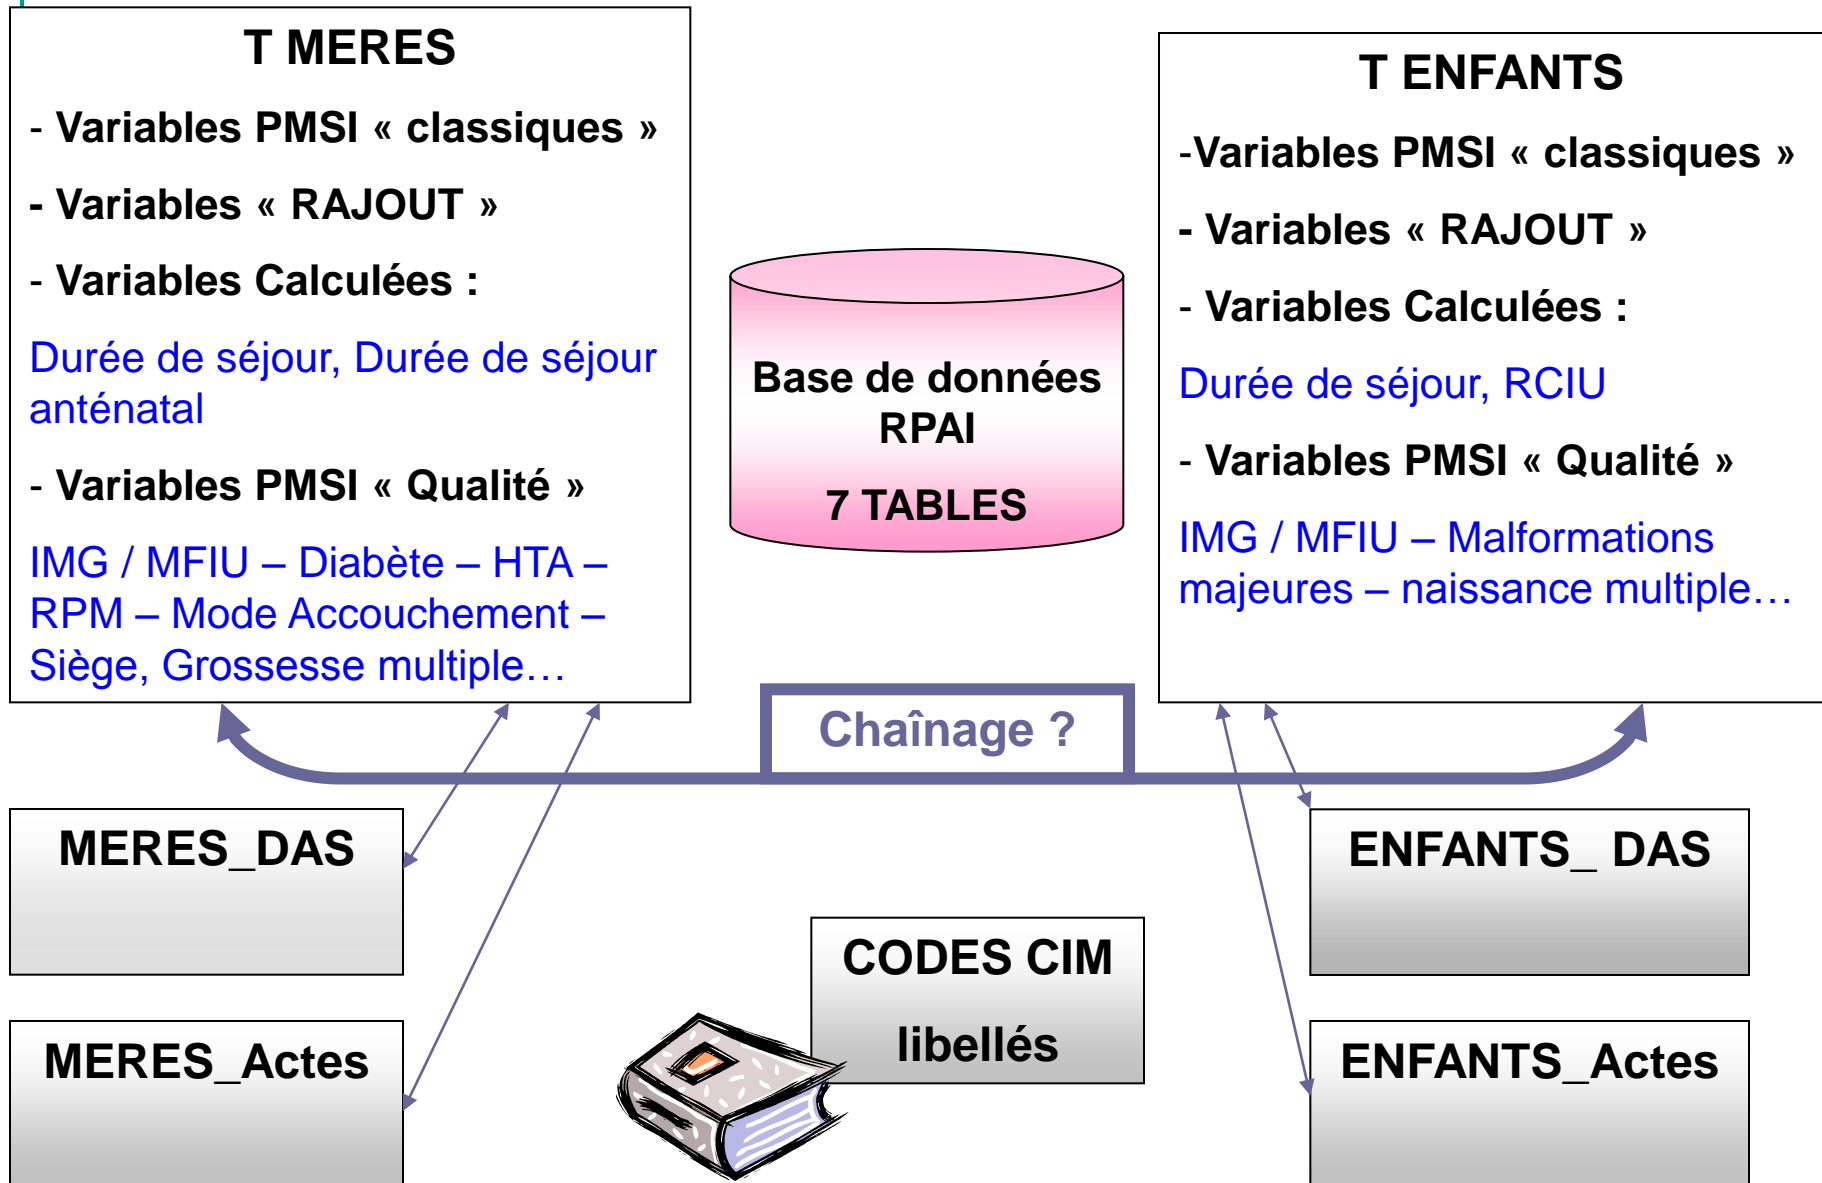 T MERES
- Variables PMSI « classiques »
- Variables « RAJOUT »
- Variables Calculées :
Durée de séjour, Durée de séjour
anténatal
- Variables PMSI « Qualité »
IMG / MFIU – Diabète – HTA –
RPM – Mode Accouchement –
Siège, Grossesse multiple…
Base de données
RPAI
7 TABLES
T ENFANTS
-Variables PMSI « classiques »
- Variables « RAJOUT »
- Variables Calculées :
Durée de séjour, RCIU
- Variables PMSI « Qualité »
IMG / MFIU – Malformations
majeures – naissance multiple…
Chaînage ?
MERES_DAS
MERES_Actes
CODES CIM
libellés
ENFANTS_ DAS
ENFANTS_Actes